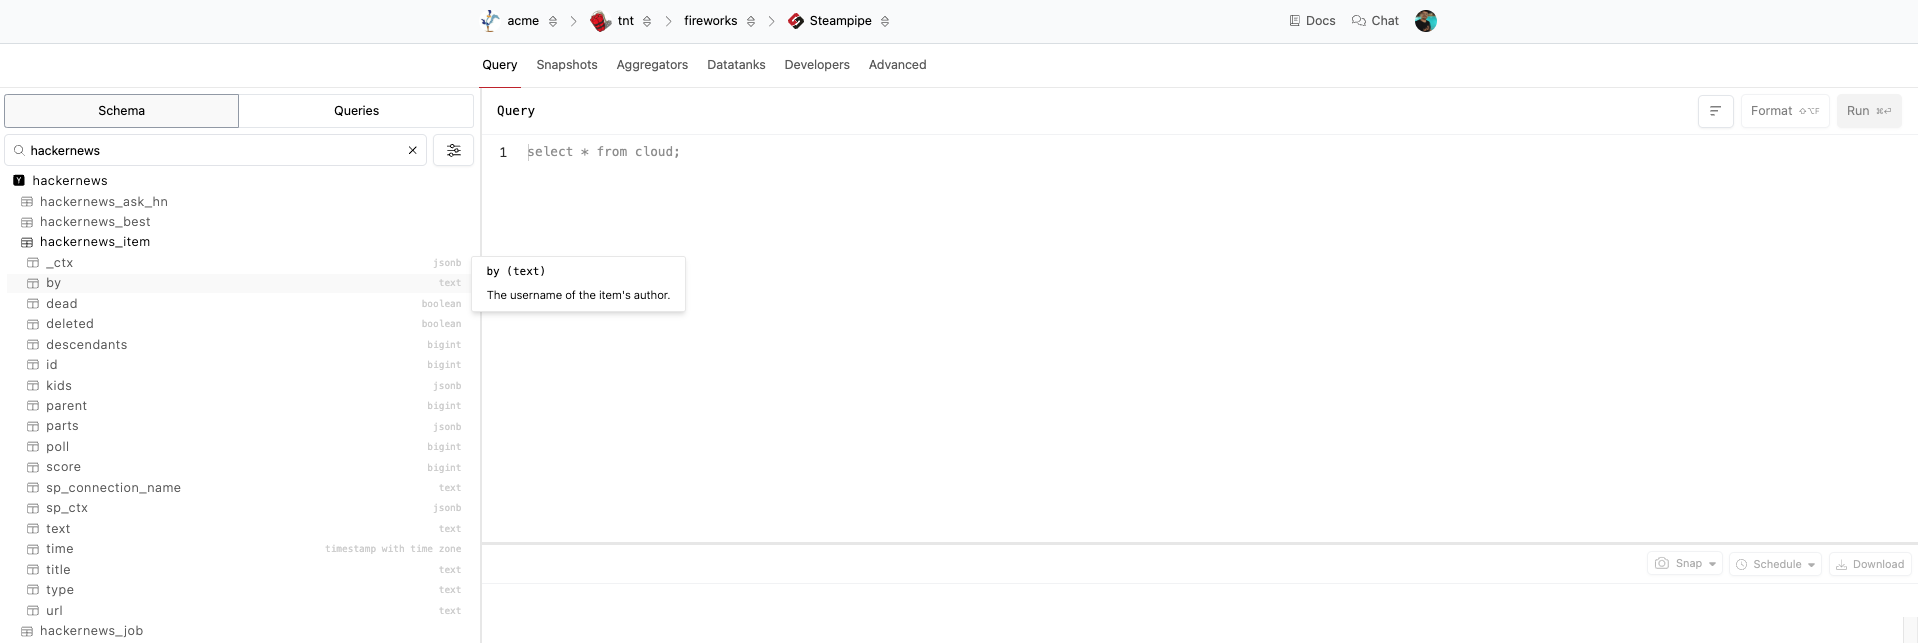 acme tnt fireworks Steampipe Docs Chat
Query Snapshots Aggregators Datatanks Developers Advanced
Schema Queries
hackernews
Y hackernews
hackernews_ask_hn
hackernews_best
hackernews_item
_ctx jsonb
by text
dead boolean
deleted boolean
descendants bigint
id bigint
kids jsonb
parent bigint
parts jsonb
poll bigint
score bigint
sp_connection_name text
sp_ctx jsonb
text text
time timestamp with time zone
title text
type text
url text
hackernews_job
by (text)
The username of the item's author.
Query Format ⇧⌥F Run ⌘↩
1 select * from cloud;
Snap Schedule Download